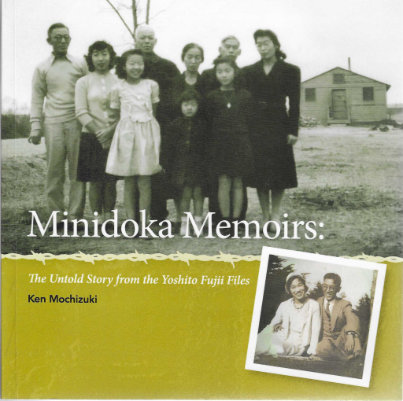 Minidoka Memoirs:
The Untold Story from the Yoshito Fujii Files
Ken Mochizuki